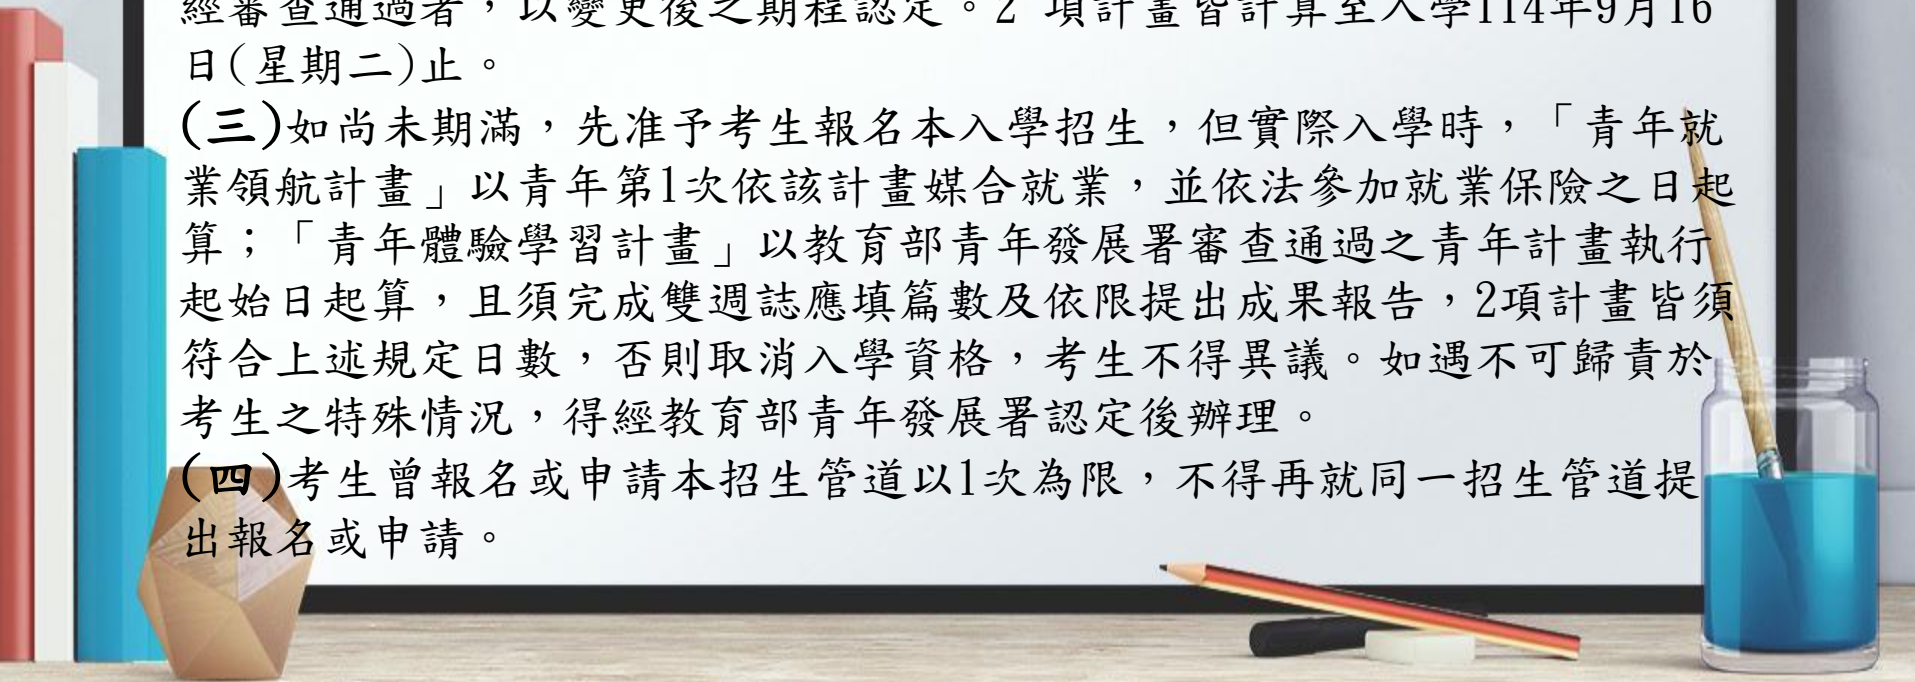 經審查通過者，以變更後之期程認定。2 項計畫皆計算至入學114年9月16
日(星期二)止。
(三)如尚未期滿，先准予考生報名本入學招生，但實際入學時，「青年就
業領航計畫」以青年第1次依該計畫媒合就業，並依法參加就業保險之日起
算；「青年體驗學習計畫」以教育部青年發展署審查通過之青年計畫執行
起始日起算，且須完成雙週誌應填篇數及依限提出成果報告，2項計畫皆須
符合上述規定日數，否則取消入學資格，考生不得異議。如遇不可歸責於
考生之特殊情況，得經教育部青年發展署認定後辦理。
(四)考生曾報名或申請本招生管道以1次為限，不得再就同一招生管道提
出報名或申請。